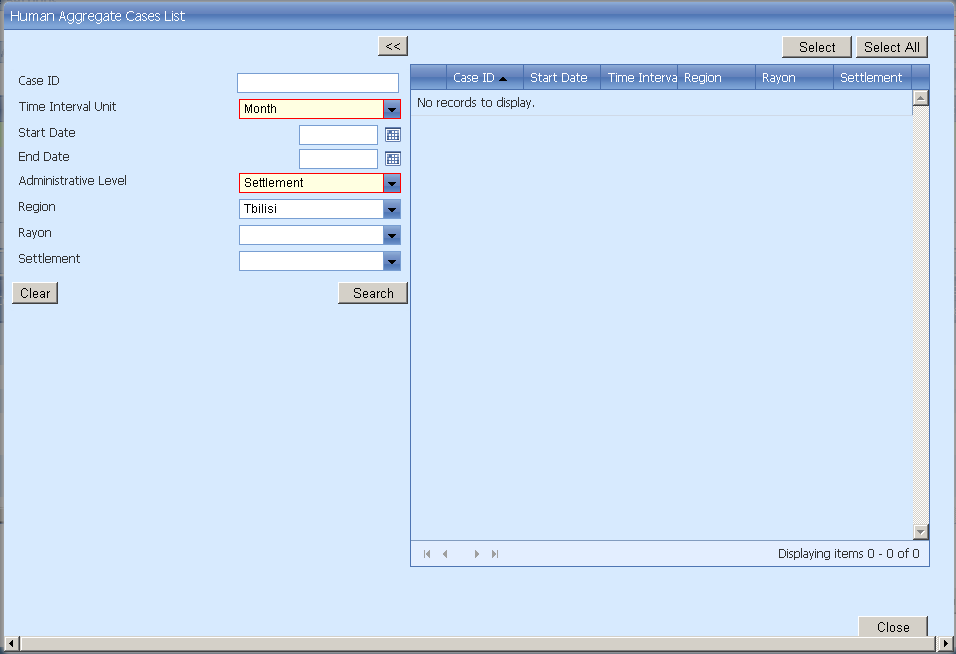 Human Aggregate Cases List
<<
Select
Select All
Case ID
Time Interval Unit
Month
Start Date
End Date
Administrative Level
Settlement
Region
Tbilisi
Rayon
Settlement
Clear
Search
Case ID
Start Date
Time Interva
Region
Rayon
Settlement
No records to display.
Displaying items 0 - 0 of 0
Close